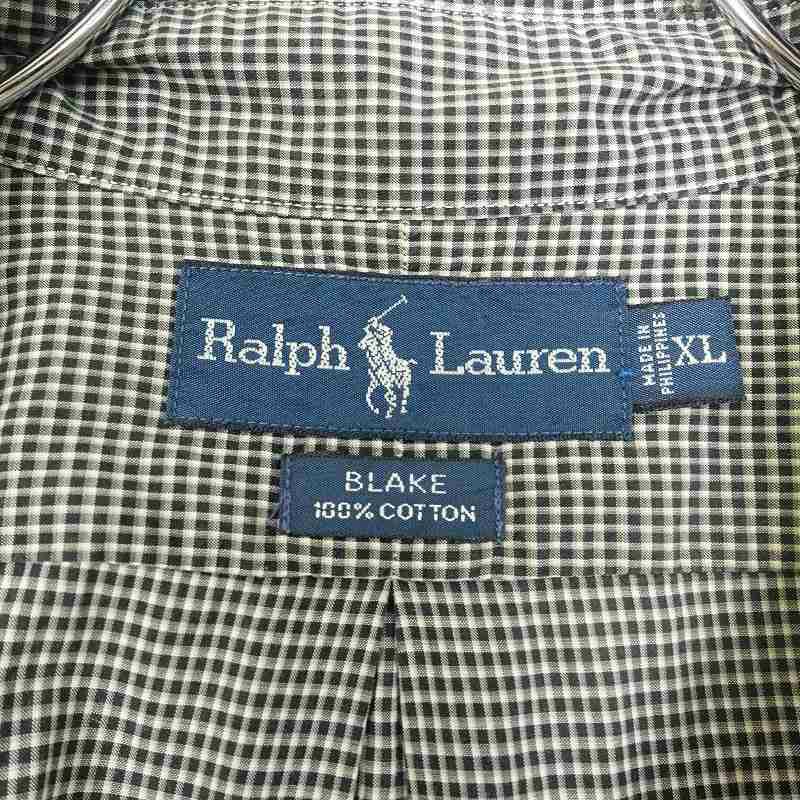 Ralph Lauren
MADE IN
PHILIPPINES
XL
BLAKE
100% COTTON